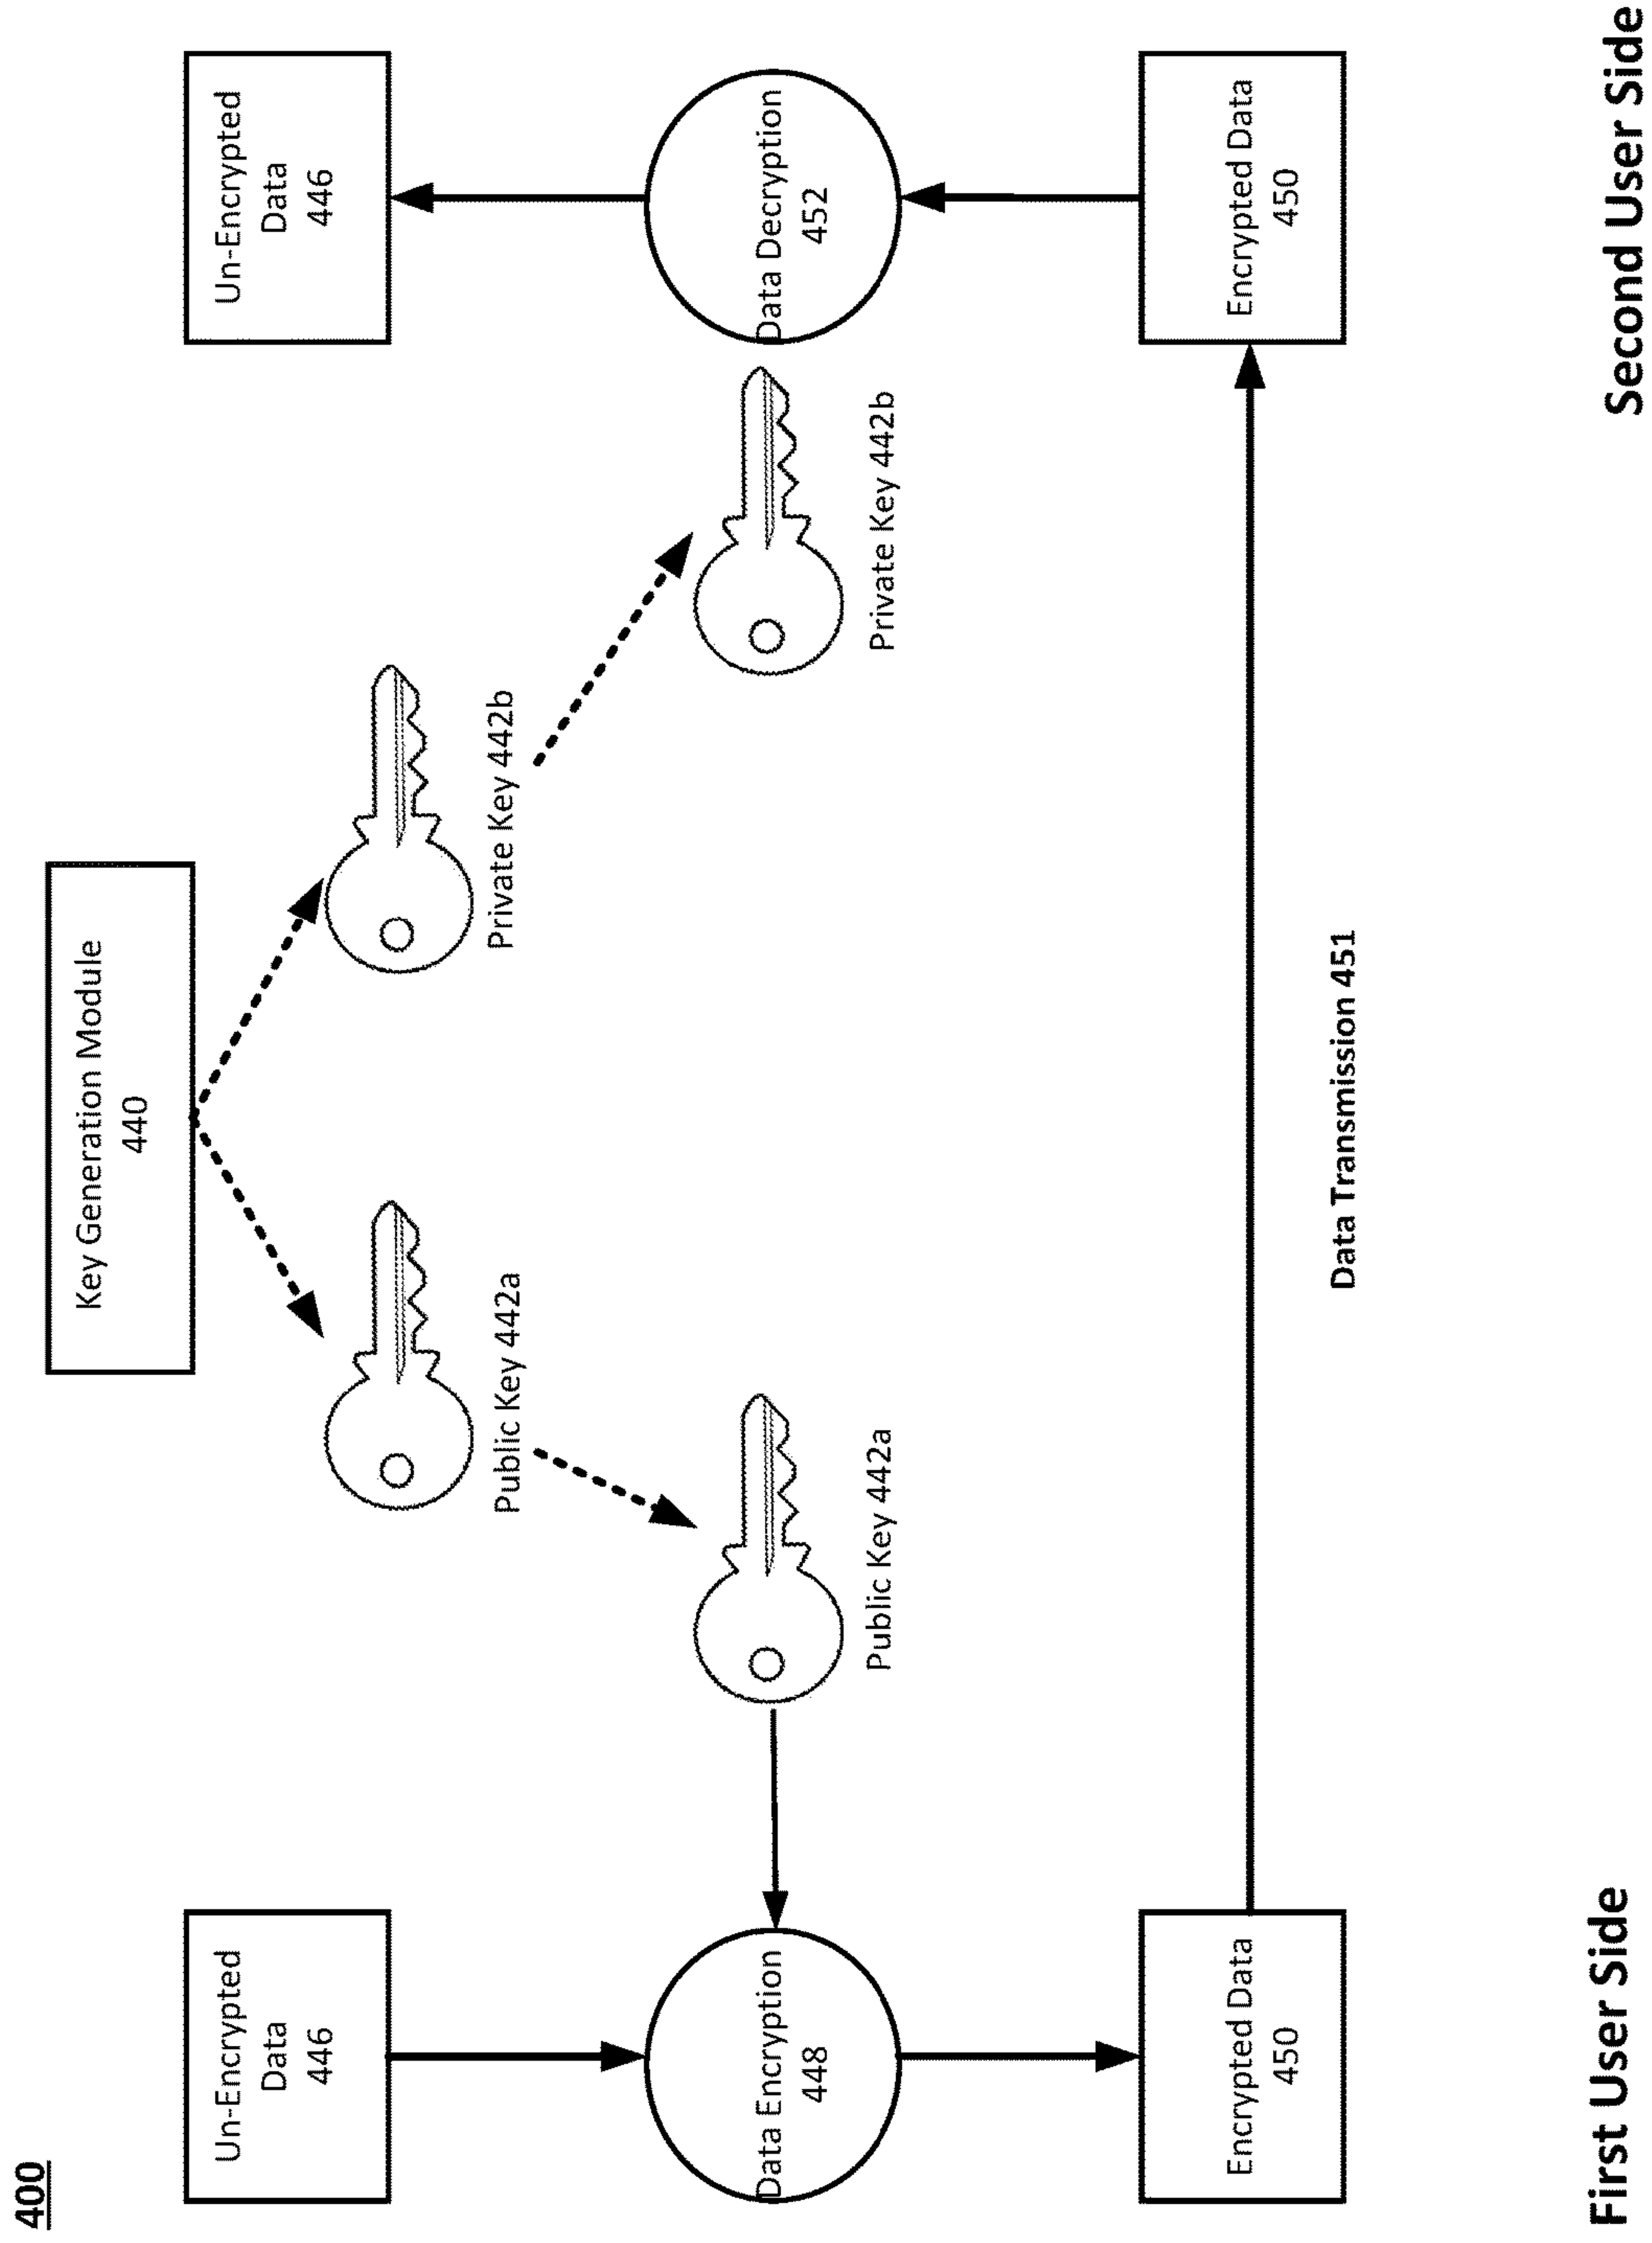 400
Key Generation Module
440
Un-Encrypted
Data
446
Un-Encrypted
Data
446
Public Key 442a
Private Key 442b
Data Encryption
448
Public Key 442a
Private Key 442b
Data Decryption
452
Encrypted Data
450
Encrypted Data
450
Data Transmission 451
First User Side
Second User Side